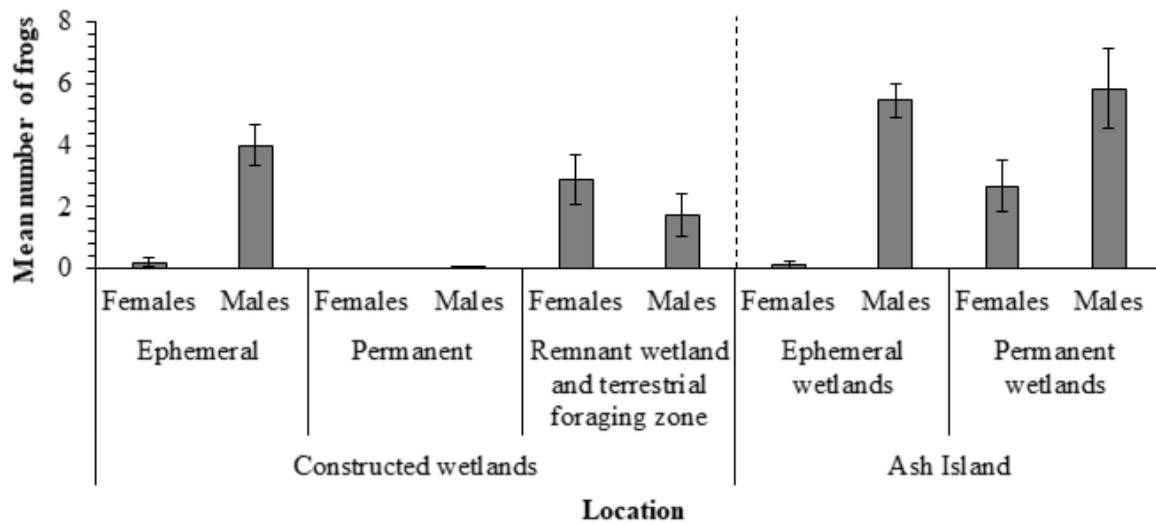 Mean number of frogs
8
6
4
2
0
Females Males Females Males Females Males Females Males Females Males
Ephemeral Permanent Remnant wetland and terrestrial foraging zone Ephemeral wetlands Permanent wetlands
Constructed wetlands Ash Island
Location